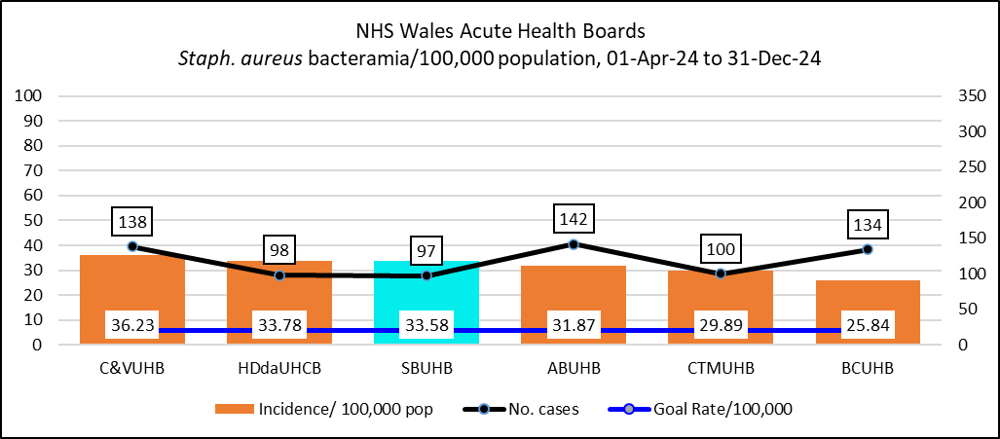 NHS Wales Acute Health Boards
Staph. aureus bacteramia/100,000 population, 01-Apr-24 to 31-Dec-24
100
90
80
70
60
50
40
30
20
10
0
350
300
250
200
150
100
50
0
138
98
97
142
100
134
36.23
33.78
33.58
31.87
29.89
25.84
C&VUHB
HDdaUHCB
SBUHB
ABUHB
CTMUHB
BCUHB
Incidence/ 100,000 pop
No. cases
Goal Rate/100,000